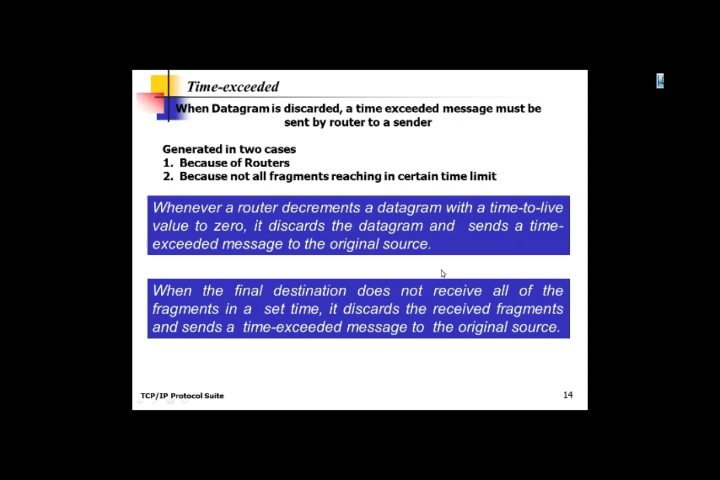 Time-exceeded
When Datagram is discarded, a time exceeded message must be
sent by router to a sender
Generated in two cases
1. Because of Routers
2. Because not all fragments reaching in certain time limit
Whenever a router decrements a datagram with a time-to-live
value to zero, it discards the datagram and sends a time-
exceeded message to the original source.
When the final destination does not receive all of the
fragments in a set time, it discards the received fragments
and sends a time-exceeded message to the original source.
TCP/IP Protocol Suite
14